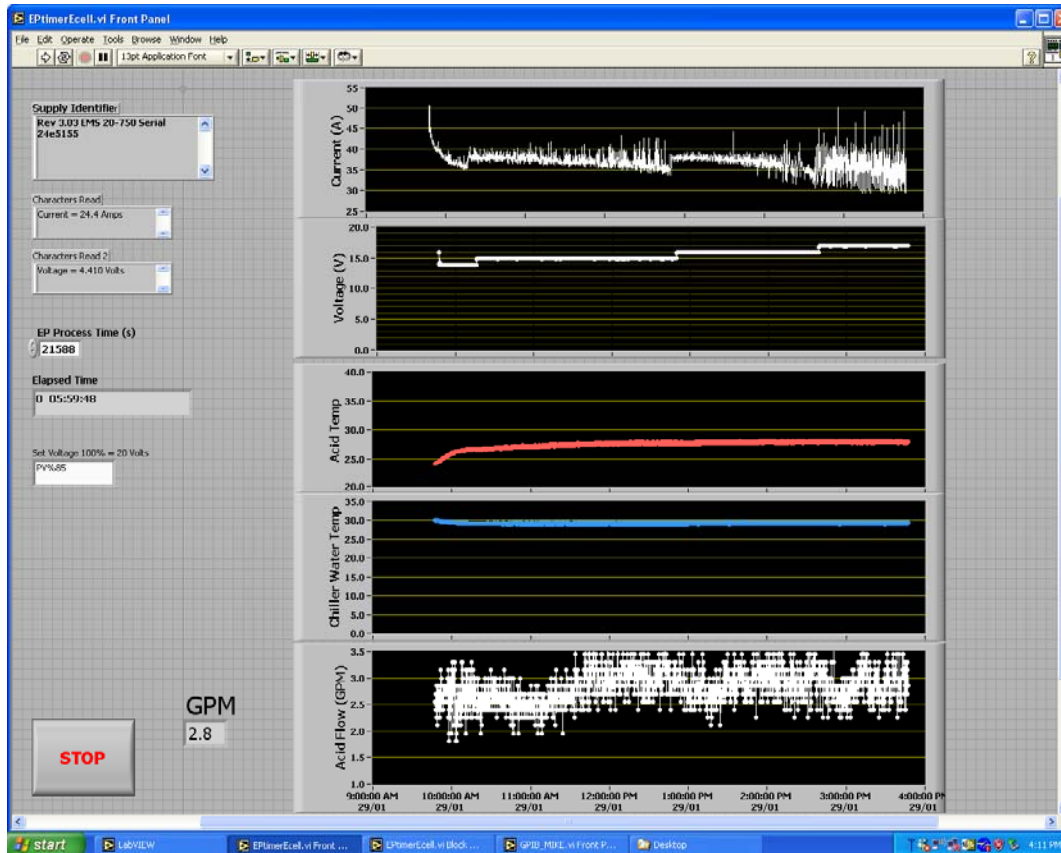 EPtimerEcell.vi Front Panel
File Edit Operate Tools Browse Window Help
13pt Application Font
Supply Identifier
Rev 3.03 EMS 20-750 Serial
24e5155
Characters Read
Current = 24.4 Amps
Characters Read 2
Voltage = 4.410 Volts
EP Process Time (s)
21588
Elapsed Time
0 05:59:48
Set Voltage 100% = 20 Volts
PV%85
GPM
2.8
STOP
Current (A)
55
50
45
40
35
30
25
Voltage (V)
20.0
15.0
10.0
5.0
0.0
Acid Temp
40.0
35.0
30.0
25.0
20.0
Chiller Water Temp
35.0
30.0
25.0
20.0
15.0
10.0
5.0
0.0
Acid Flow (GPM)
3.5
3.0
2.5
2.0
1.5
1.0
9:00:00 AM 10:00:00 AM 11:00:00 AM 12:00:00 PM 1:00:00 PM 2:00:00 PM 3:00:00 PM 4:00:00 PM
29/01 29/01 29/01 29/01 29/01 29/01 29/01 29/01
start LabVIEW EPtimerEcell.vi Front ... EPtimerEcell.vi Block ... GPIB_MIKE.vi Front P... Desktop 4:11 PM